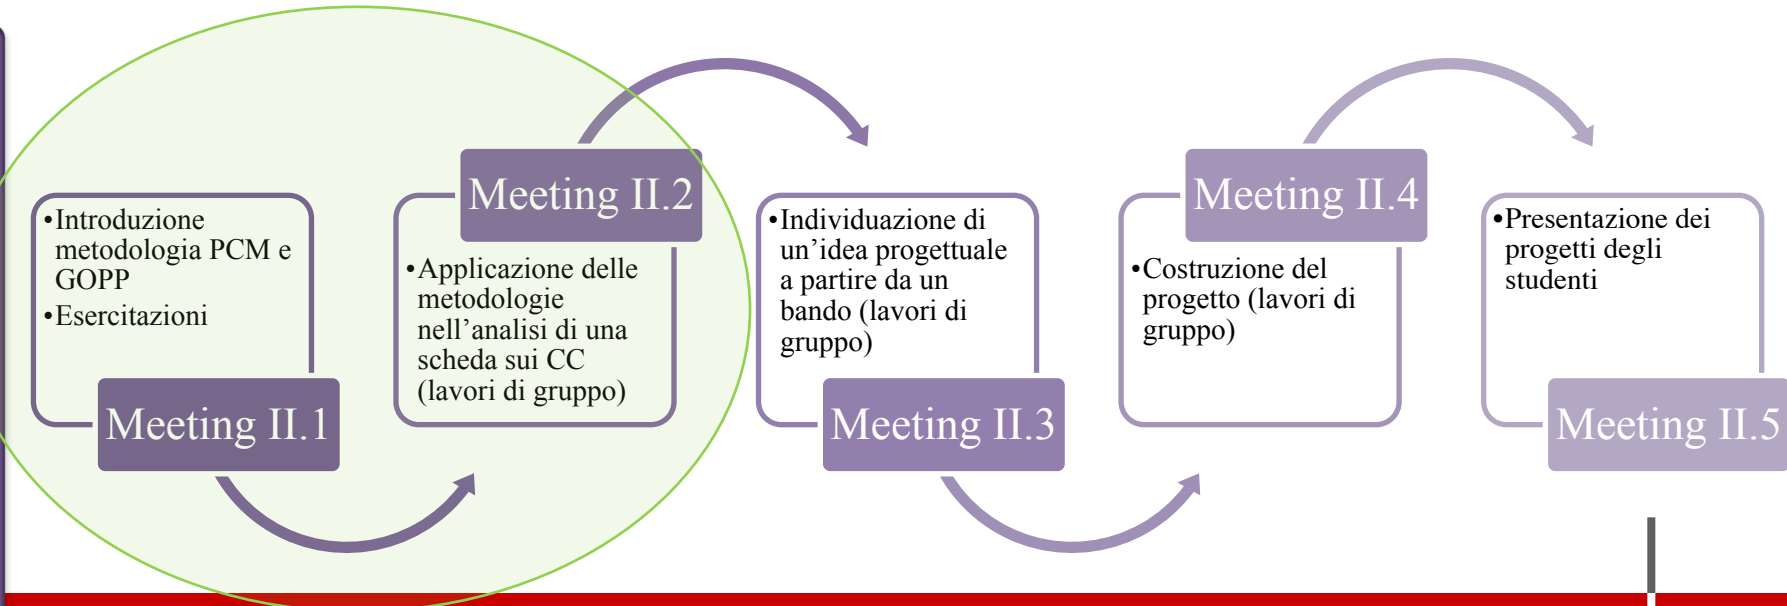 •Introduzione
metodologia PCM e
GOPP
•Esercitazioni
Meeting II.1
Meeting II.2
•Applicazione delle
metodologie
nell’analisi di una
scheda sui CC
(lavori di gruppo)
•Individuazione di
un’idea progettuale
a partire da un
bando (lavori di
gruppo)
Meeting II.3
Meeting II.4
•Costruzione del
progetto (lavori di
gruppo)
•Presentazione dei
progetti degli
studenti
Meeting II.5